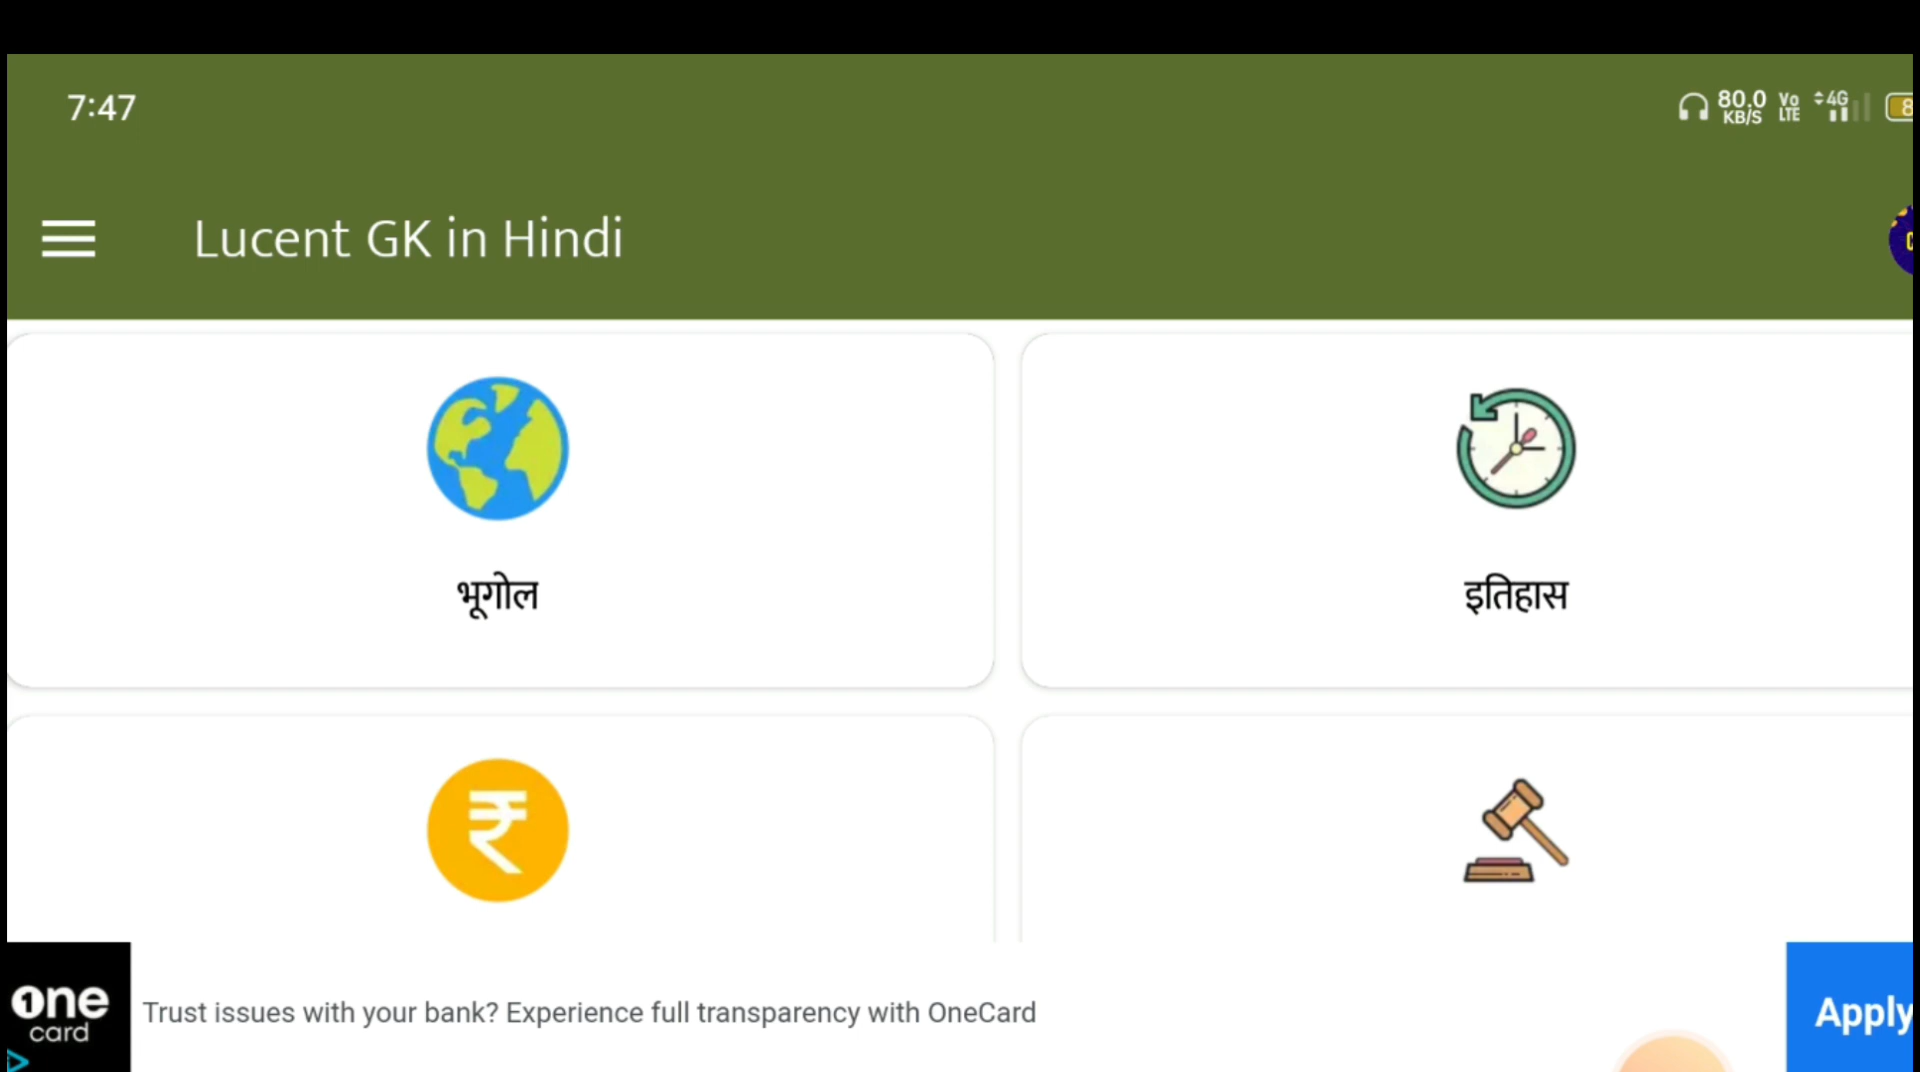 7:47
80.0
KB/S
Vo
LTE
4G
8
Lucent GK in Hindi
भूगोल
इतिहास
₹
one
card
Trust issues with your bank? Experience full transparency with OneCard
Apply